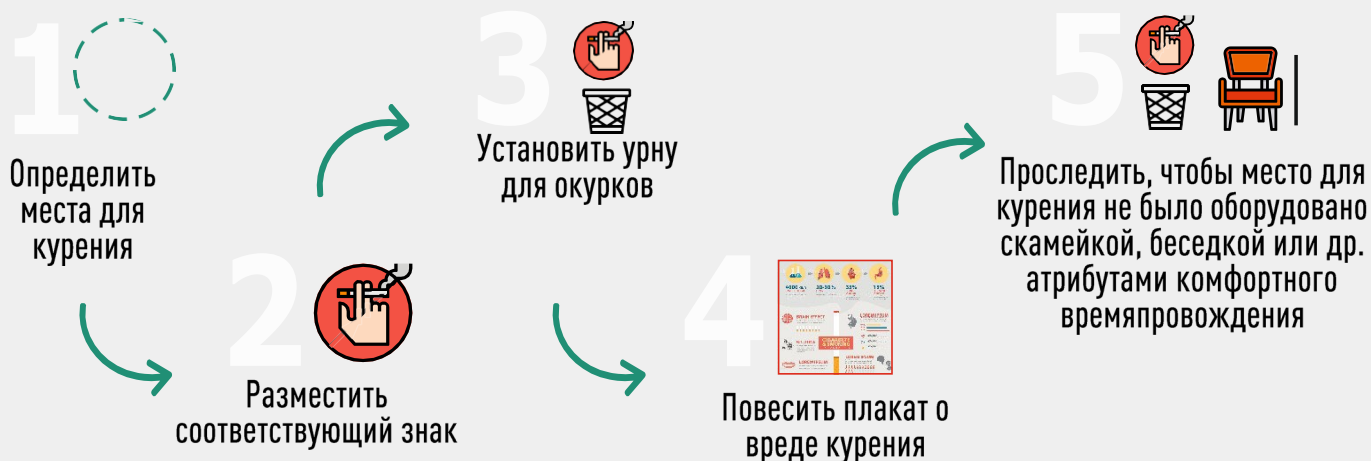 1
Определить
места для
курения
2
Разместить
соответствующий знак
3
Установить урну
для окурков
4
Повесить плакат о
вреде курения
5
Проследить, чтобы место для
курения не было оборудовано
скамейкой, беседкой или др.
атрибутами комфортного
времяпровождения